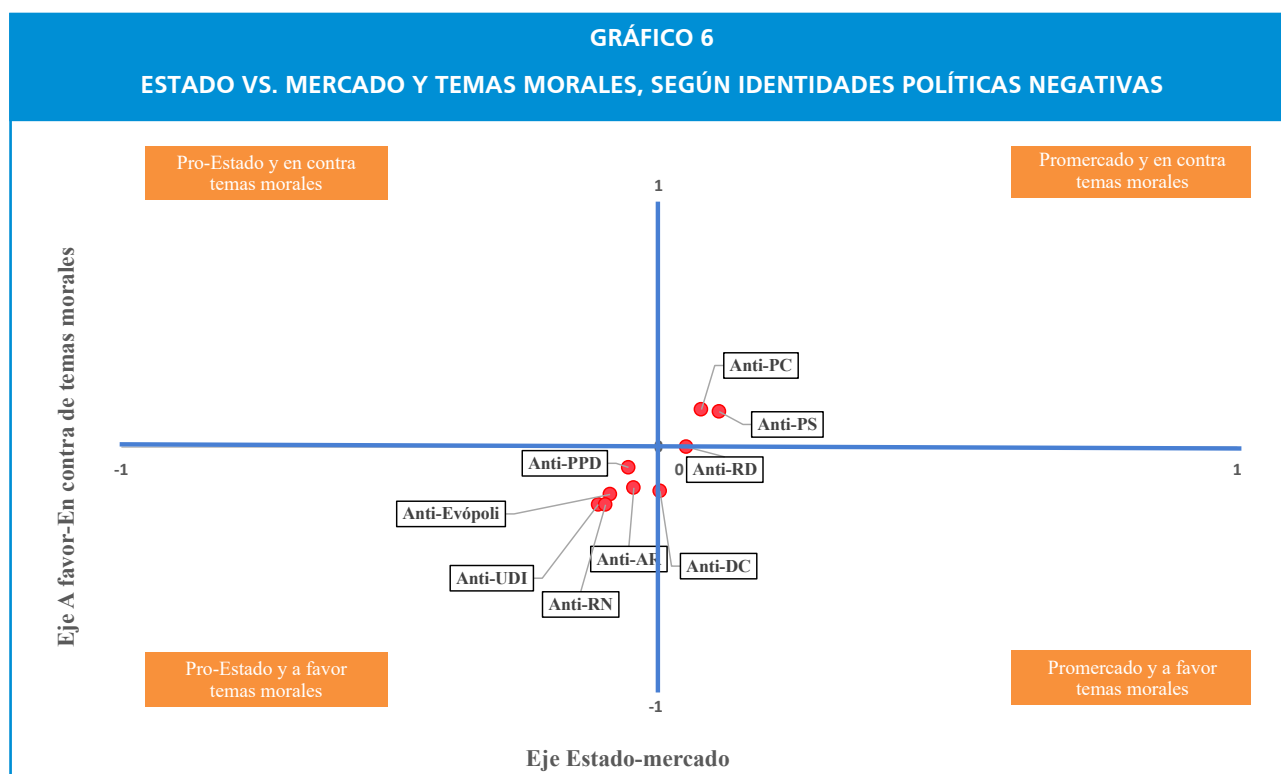 GRÁFICO 6
ESTADO VS. MERCADO Y TEMAS MORALES, SEGÚN IDENTIDADES POLÍTICAS NEGATIVAS
Pro-Estado y en contra
temas morales
Promercado y en contra
temas morales
1
Eje A favor-En contra de temas morales
Anti-PC
Anti-PS
-1
Anti-PPD
0
Anti-RD
1
Anti-Evópoli
Anti-AR
Anti-DC
Anti-UDI
Anti-RN
Pro-Estado y a favor
temas morales
Promercado y a favor
temas morales
-1
Eje Estado-mercado